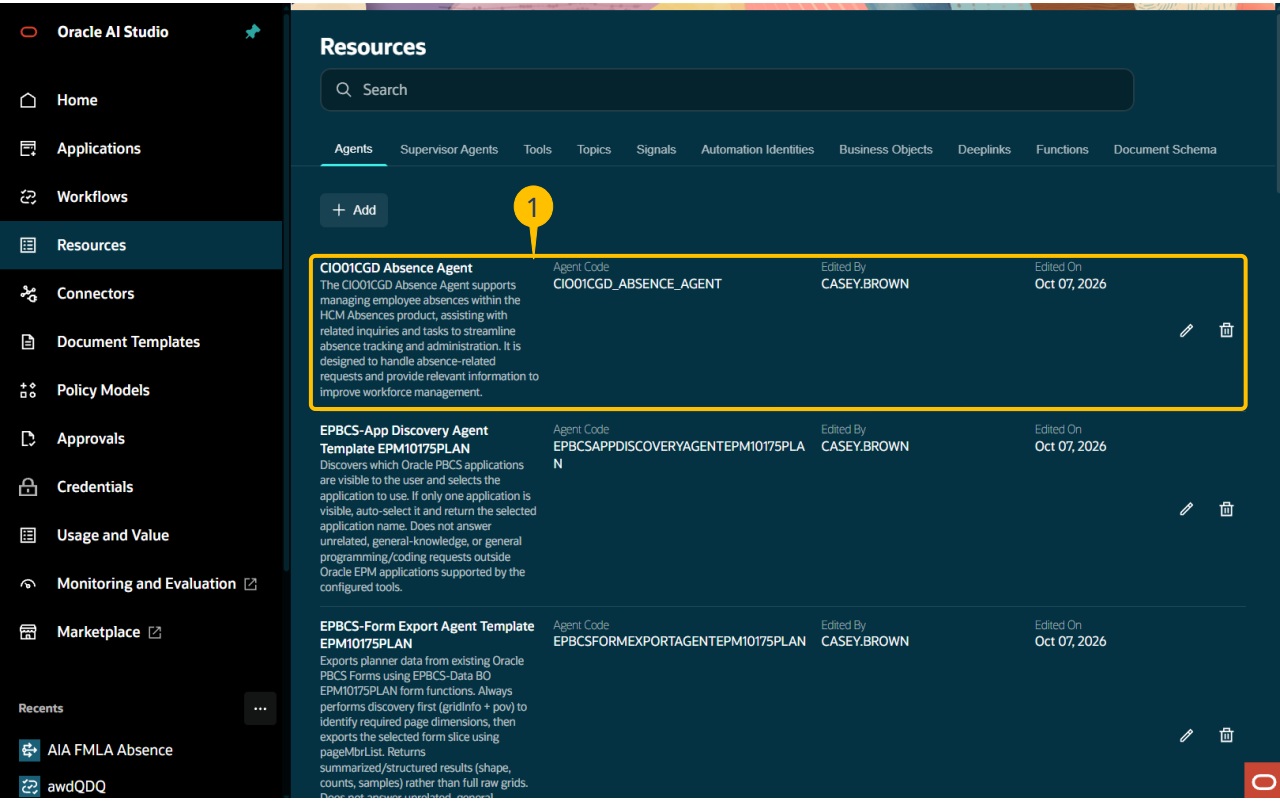 Oracle AI Studio
Home
Applications
Workflows
Resources
Connectors
Document Templates
Policy Models
Approvals
Credentials
Usage and Value
Monitoring and Evaluation
Marketplace
Recents
AIA FMLA Absence
awdQDQ
Resources
Search
Agents Supervisor Agents Tools Topics Signals Automation Identities Business Objects Deeplinks Functions Document Schema
+ Add
1
CIO01CGD Absence Agent
The CIO01CGD Absence Agent supports
managing employee absences within the
HCM Absences product, assisting with
related inquiries and tasks to streamline
absence tracking and administration. It is
designed to handle absence-related
requests and provide relevant information to
improve workforce management.
Agent Code
CIO01CGD_ABSENCE_AGENT
Edited By
CASEY.BROWN
Edited On
Oct 07, 2026
EPBCS-App Discovery Agent
Template EPM10175PLAN
Discovers which Oracle PBCS applications
are visible to the user and selects the
application to use. If only one application is
visible, auto-select it and return the selected
application name. Does not answer
unrelated, general-knowledge, or general
programming/coding requests outside
Oracle EPM applications supported by the
configured tools.
Agent Code
EPBCSAPPDISCOVERYAGENTEPM10175PLA
N
Edited By
CASEY.BROWN
Edited On
Oct 07, 2026
EPBCS-Form Export Agent Template
EPM10175PLAN
Exports planner data from existing Oracle
PBCS Forms using EPBCS-Data BO
EPM10175PLAN form functions. Always
performs discovery first (gridInfo + pov) to
identify required page dimensions, then
exports the selected form slice using
pageMbrList. Returns
summarized/structured results (shape,
counts, samples) rather than full raw grids.
Does not answer unrelated, general
Agent Code
EPBCSFORMEXPORTAGENTEPM10175PLAN
Edited By
CASEY.BROWN
Edited On
Oct 07, 2026